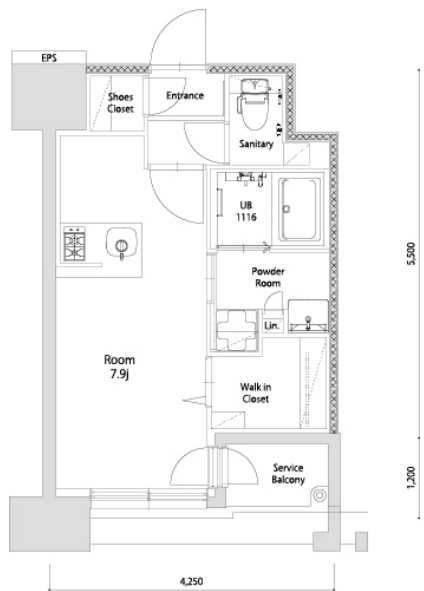 EPS
Shoes
Closet
Entrance
Sanitary
UB
1116
Powder
Room
Lin.
Room
7.9j
Walk in
Closet
Service
Balcony
5,500
1,200
4,250